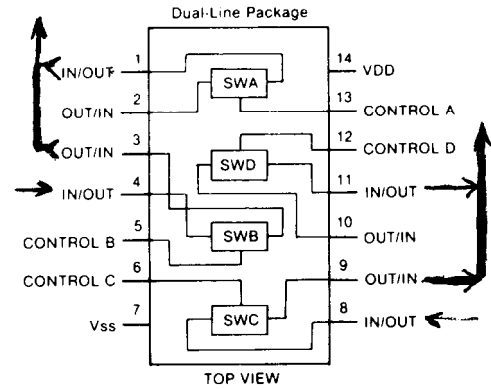 Dual-Line Package
1
IN/OUT
2
OUT/IN
3
OUT/IN
4
IN/OUT
5
CONTROL B
6
CONTROL C
7
Vss
SWA
SWD
SWB
SWC
14
VDD
13
CONTROL A
12
CONTROL D
11
IN/OUT
10
OUT/IN
9
OUT/IN
8
IN/OUT
TOP VIEW